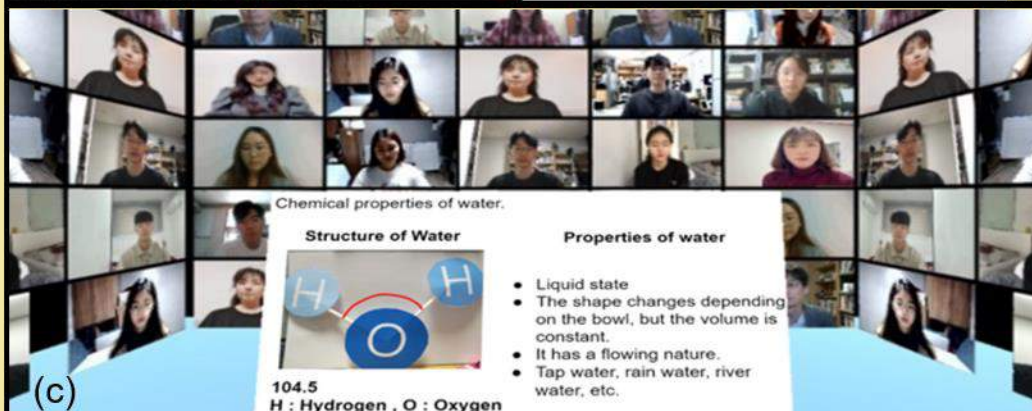 Chemical properties of water.
Structure of Water
H H
O
104.5
H : Hydrogen , O : Oxygen
Properties of water
● Liquid state
● The shape changes depending
on the bowl, but the volume is
constant.
● It has a flowing nature.
● Tap water, rain water, river
water, etc.
(c)